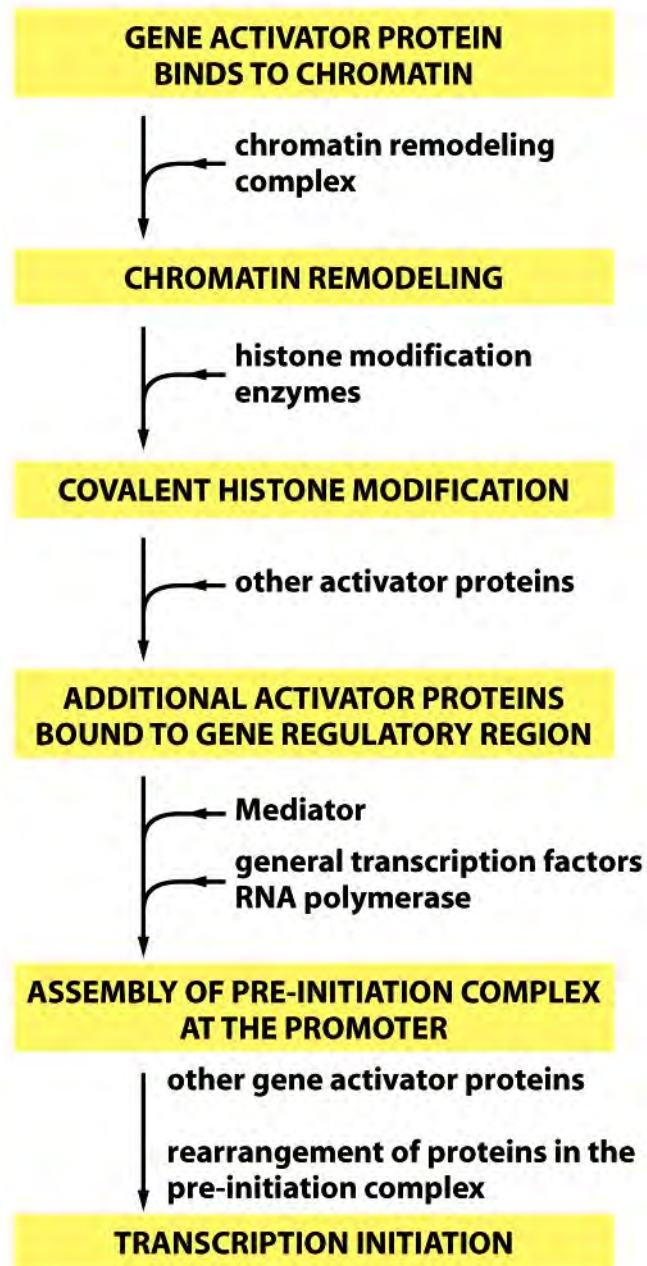 GENE ACTIVATOR PROTEIN
BINDS TO CHROMATIN
chromatin remodeling
complex
CHROMATIN REMODELING
histone modification
enzymes
COVALENT HISTONE MODIFICATION
other activator proteins
ADDITIONAL ACTIVATOR PROTEINS
BOUND TO GENE REGULATORY REGION
Mediator
general transcription factors
RNA polymerase
ASSEMBLY OF PRE-INITIATION COMPLEX
AT THE PROMOTER
other gene activator proteins
rearrangement of proteins in the
pre-initiation complex
TRANSCRIPTION INITIATION